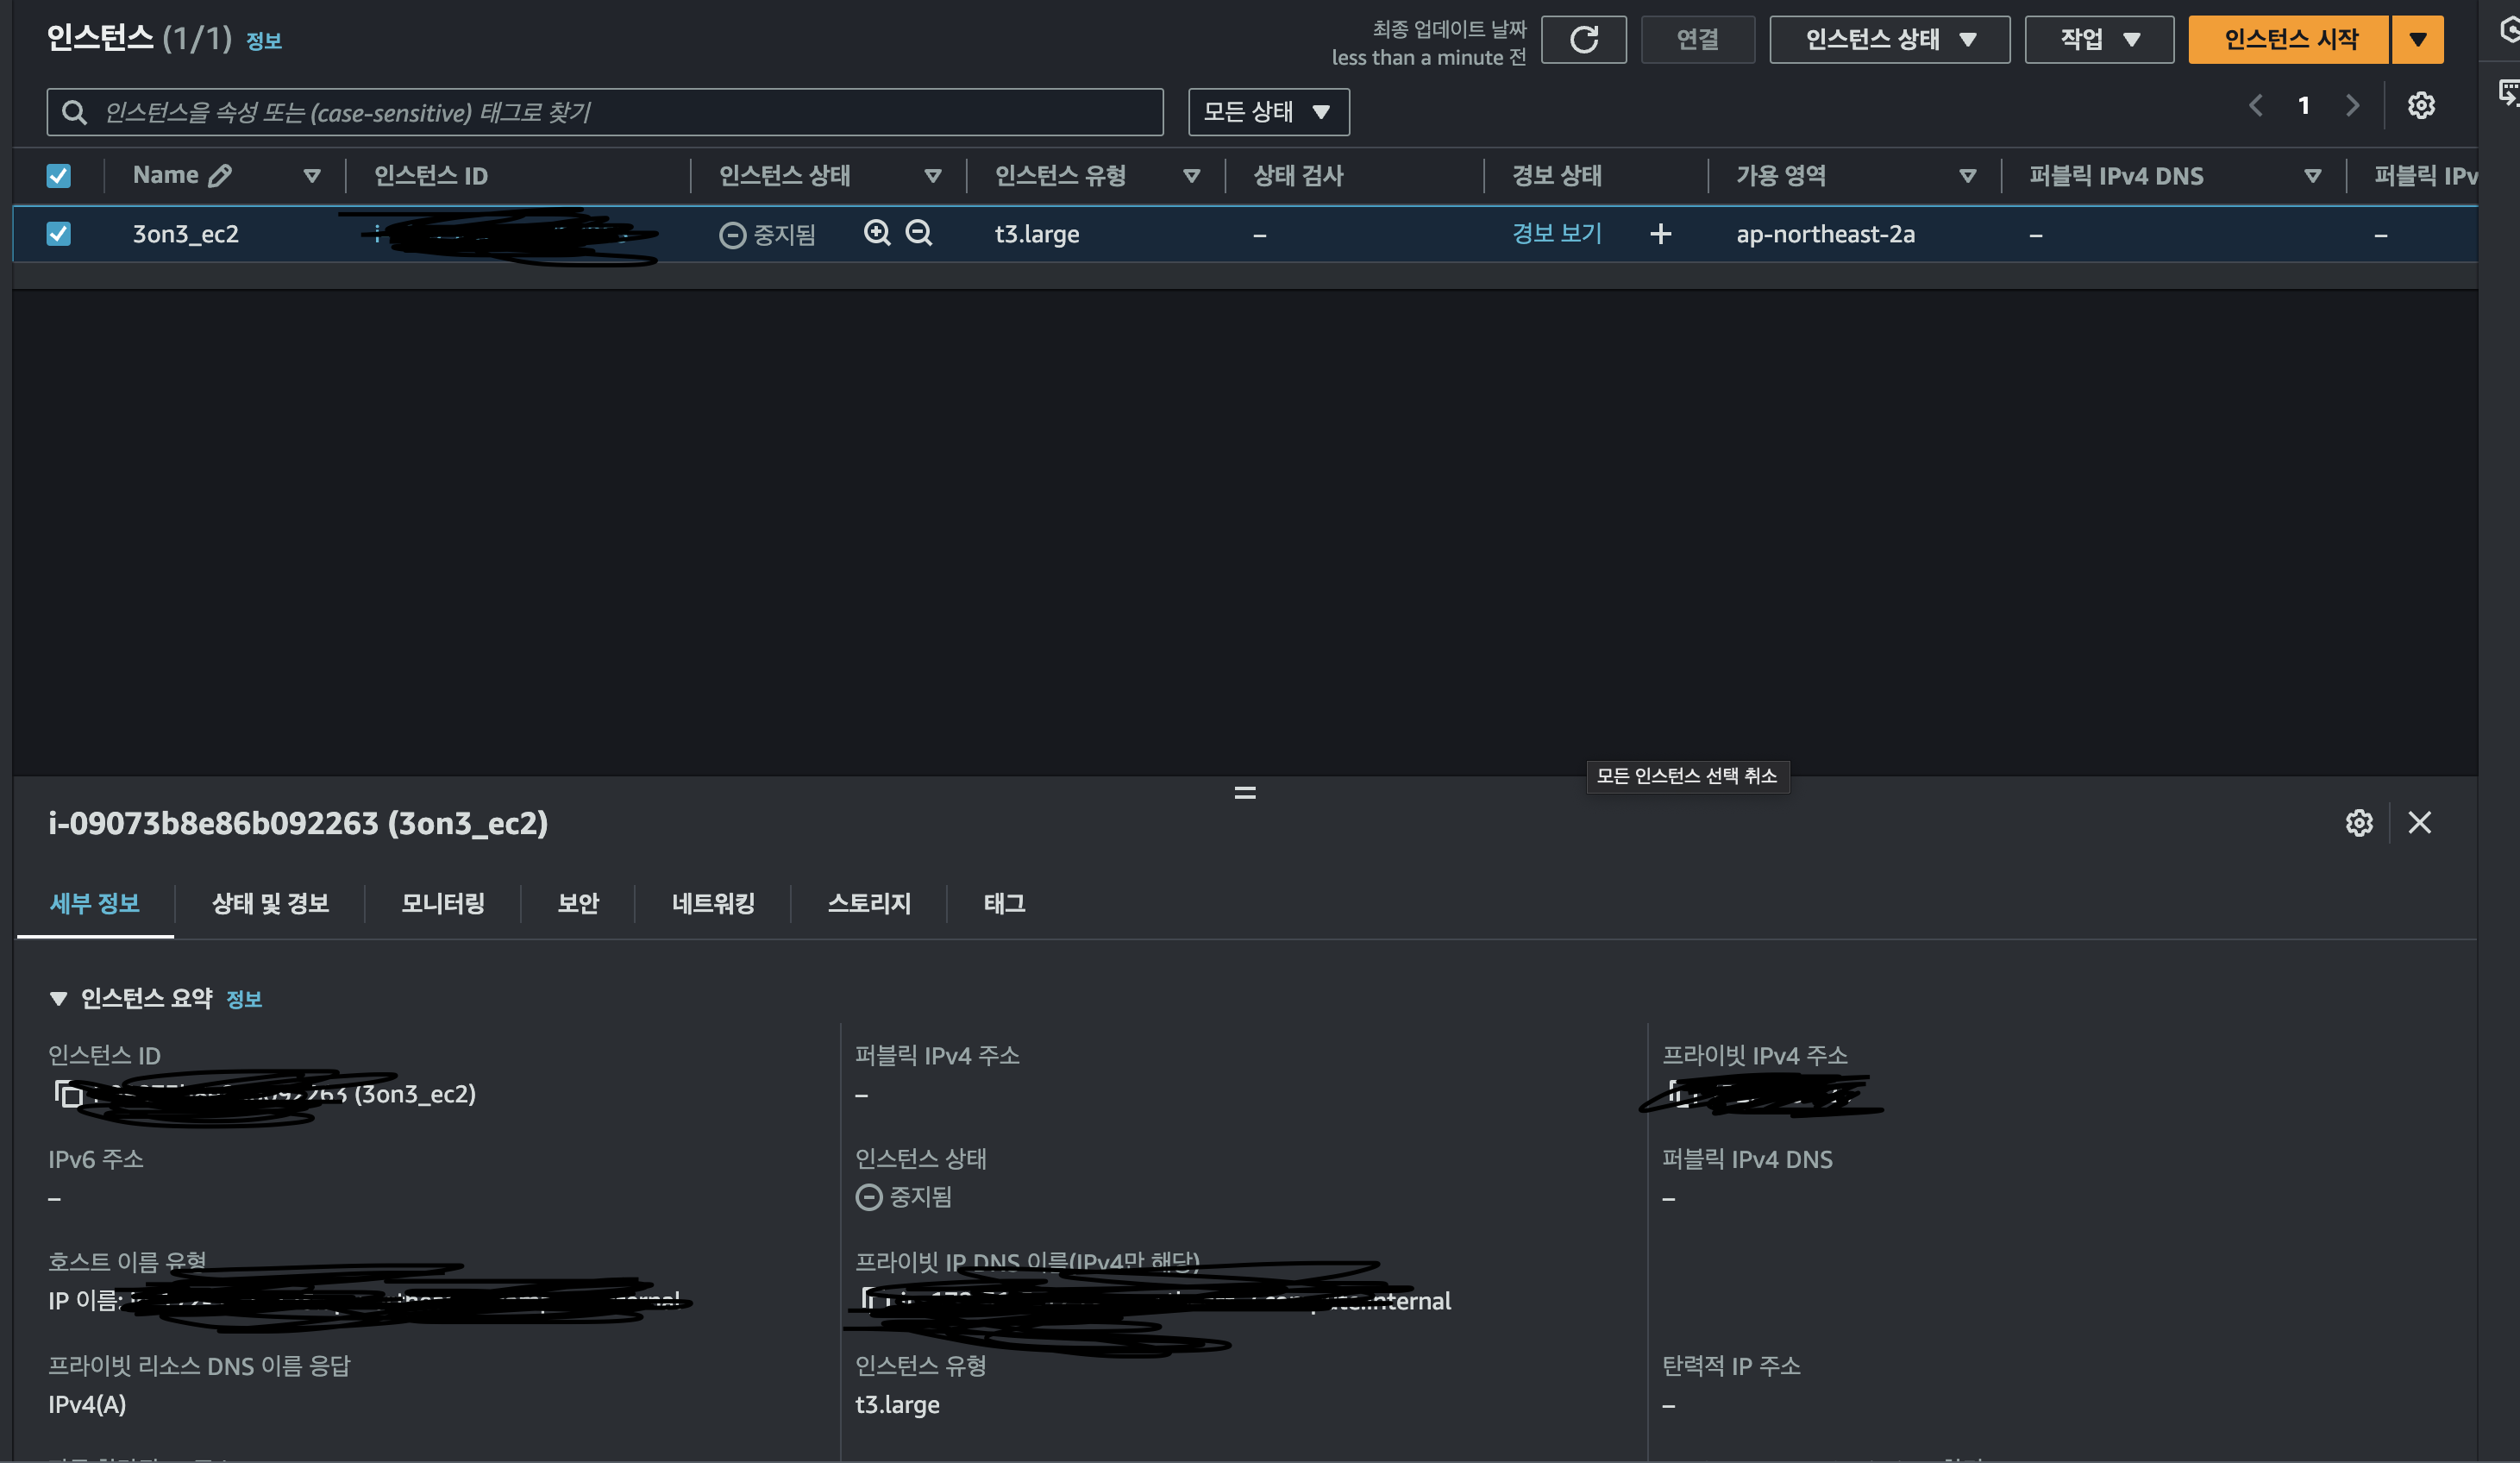 인스턴스 (1/1) 정보
최종 업데이트 날짜
less than a minute 전
연결
인스턴스 상태
작업
인스턴스 시작
인스턴스을 속성 또는 (case-sensitive) 태그로 찾기
모든 상태
1
Name 인스턴스 ID 인스턴스 상태 인스턴스 유형 상태 검사 경보 상태 가용 영역 퍼블릭 IPv4 DNS 퍼블릭
3on3_ec2 중지됨 t3.large – 경보 보기 + ap-northeast-2a – –
모든 인스턴스 선택 취소
i-09073b8e86b092263 (3on3_ec2)
세부 정보 상태 및 경보 모니터링 보안 네트워킹 스토리지 태그
인스턴스 요약 정보
인스턴스 ID
(3on3_ec2)
퍼블릭 IPv4 주소
–
프라이빗 IPv4 주소
IPv6 주소
–
인스턴스 상태
중지됨
퍼블릭 IPv4 DNS
–
호스트 이름 유형
IP 이름:
프라이빗 IP DNS 이름(IPv4만 해당)
프라이빗 리소스 DNS 이름 응답
IPv4(A)
인스턴스 유형
t3.large
탄력적 IP 주소
–